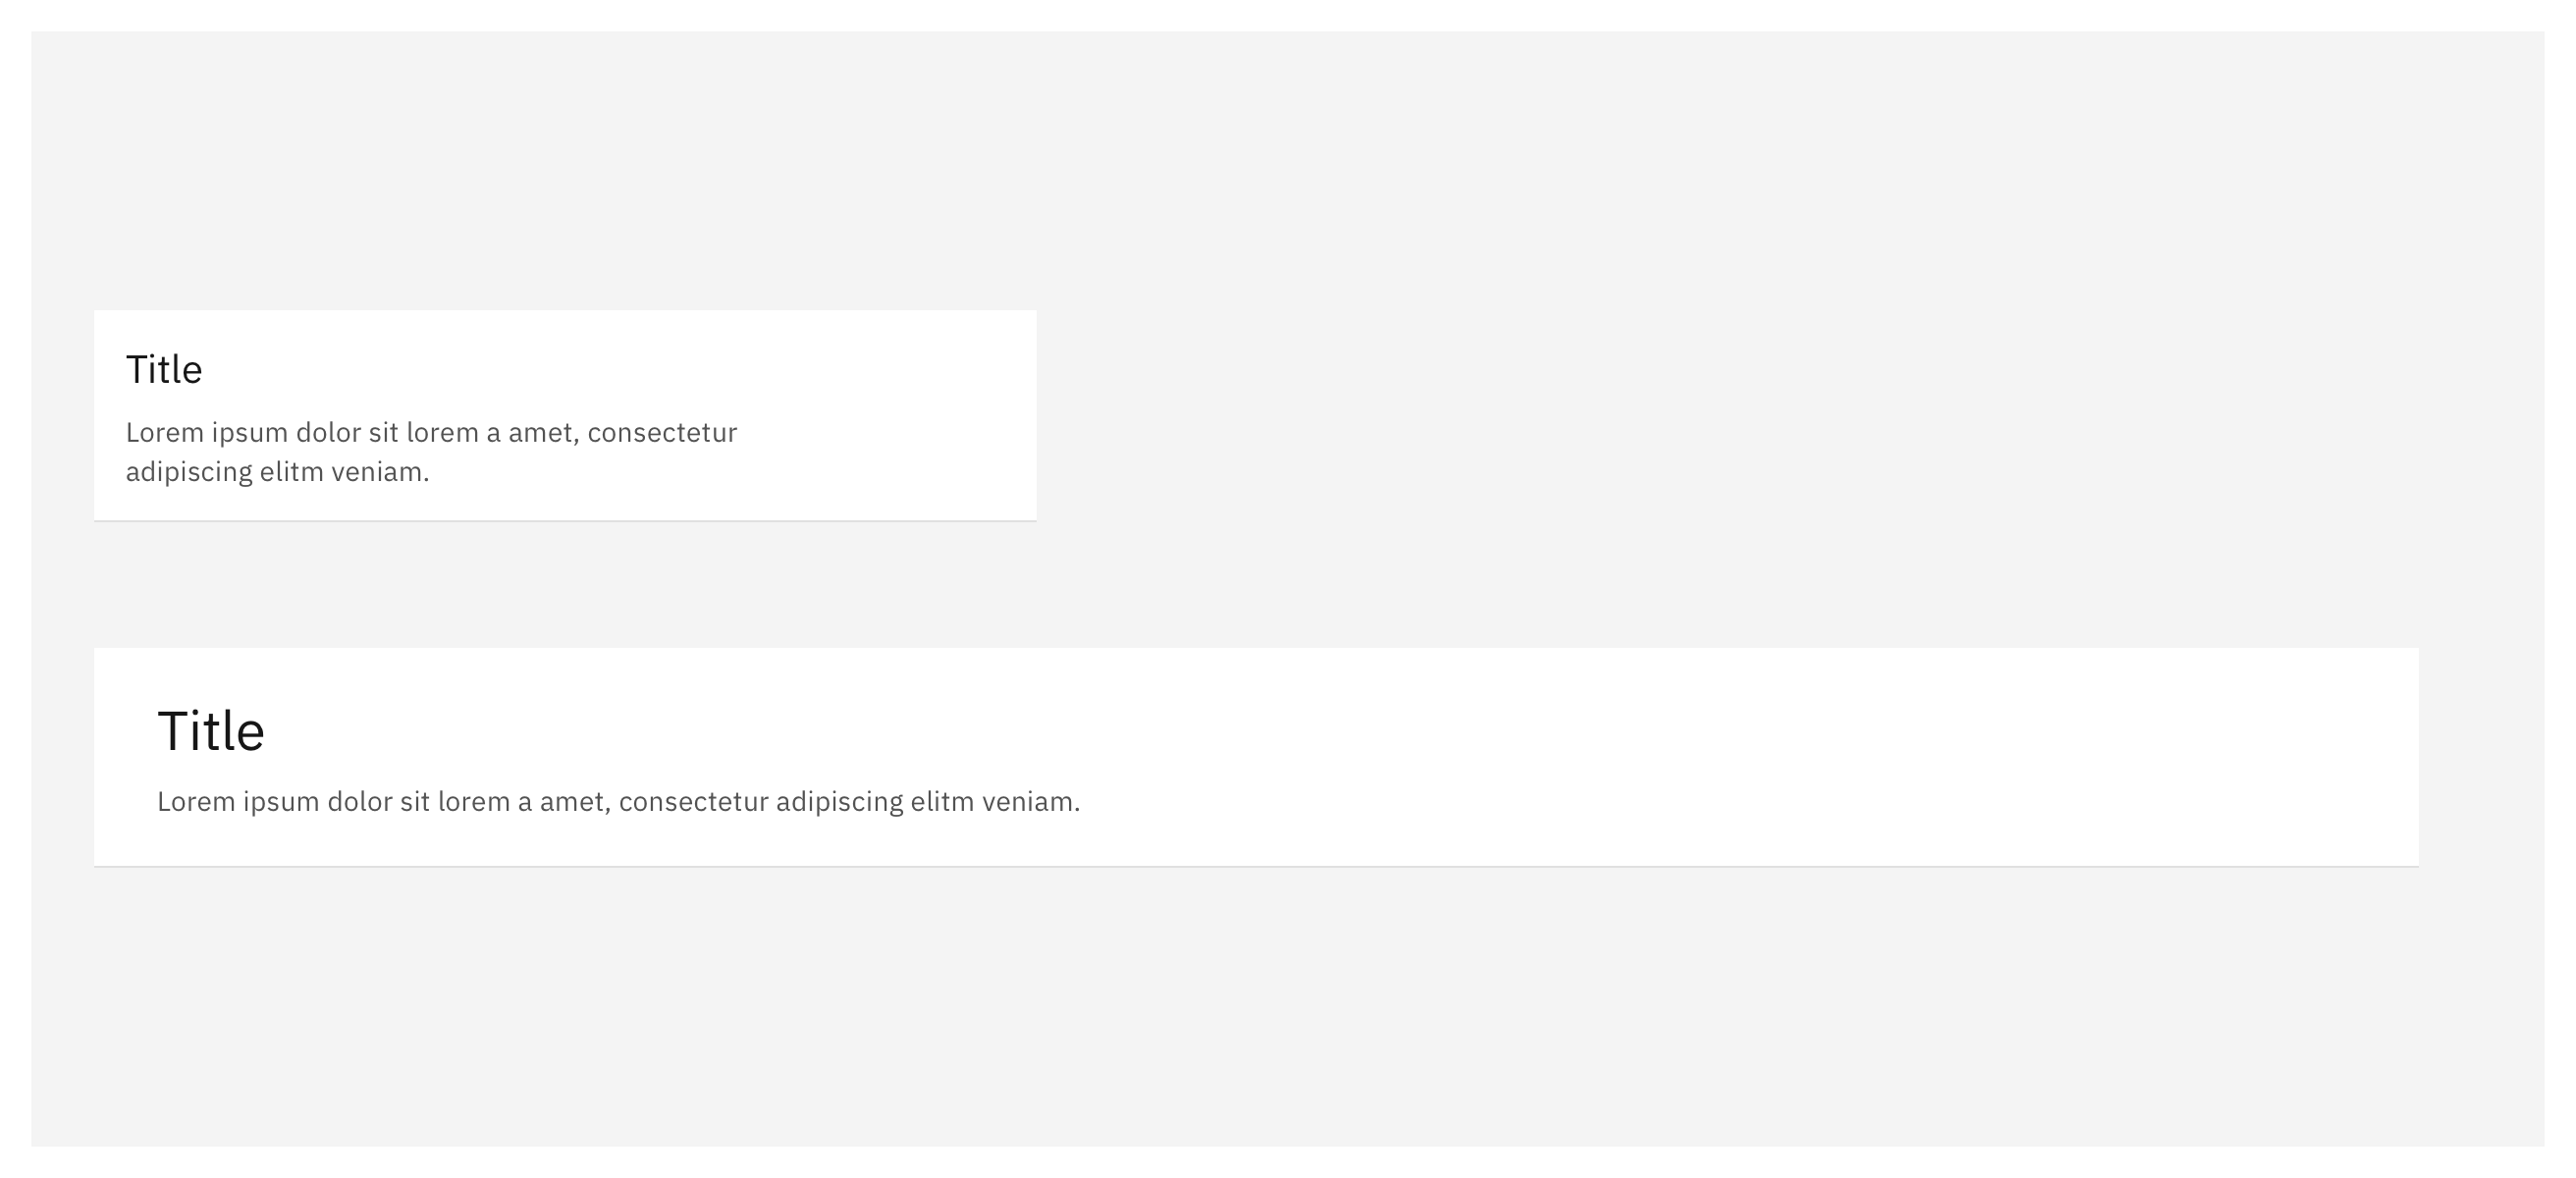 Title
Lorem ipsum dolor sit lorem a amet, consectetur
adipiscing elitm veniam.
Title
Lorem ipsum dolor sit lorem a amet, consectetur adipiscing elitm veniam.